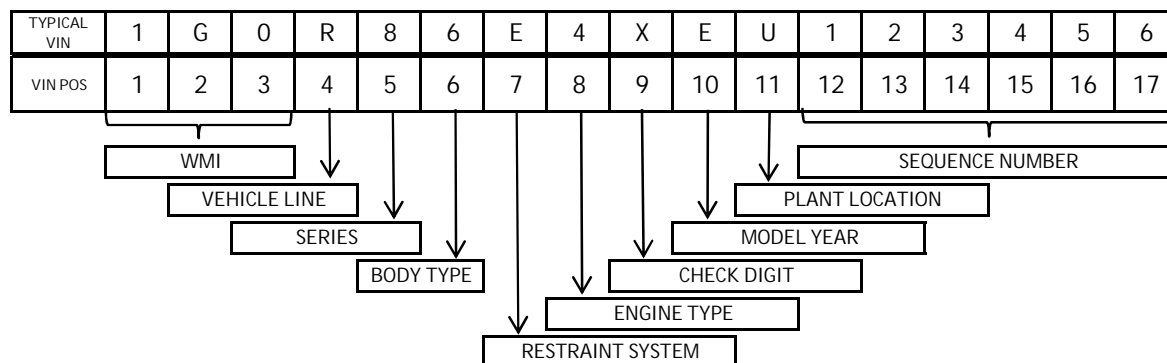 TYPICAL VIN 1 G 0 R 8 6 E 4 X E U 1 2 3 4 5 6
VIN POS 1 2 3 4 5 6 7 8 9 10 11 12 13 14 15 16 17
WMI SEQUENCE NUMBER
VEHICLE LINE PLANT LOCATION
SERIES MODEL YEAR
BODY TYPE CHECK DIGIT
ENGINE TYPE
RESTRAINT SYSTEM